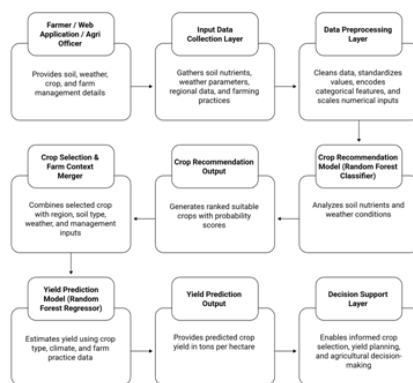 Farmer / Web
Application / Agri
Officer
Provides soil, weather,
crop, and farm
management details
Input Data
Collection Layer
Gathers soil nutrients,
weather parameters,
regional data, and farming
practices
Data Preprocessing
Layer
Cleans data, standardizes
values, encodes
categorical features, and
scales numerical inputs
Crop Recommendation
Model (Random Forest
Classifier)
Analyzes soil nutrients and
weather conditions
Crop Recommendation
Output
Generates ranked suitable
crops with probability
scores
Crop Selection &
Farm Context
Merger
Combines selected crop
with region, soil type,
weather, and management
inputs
Yield Prediction
Model (Random
Forest Regressor)
Estimates yield using crop
type, climate, and farm
practice data
Yield Prediction
Output
Provides predicted crop
yield in tons per hectare
Decision Support
Layer
Enables informed crop
selection, yield planning,
and agricultural decision-
making